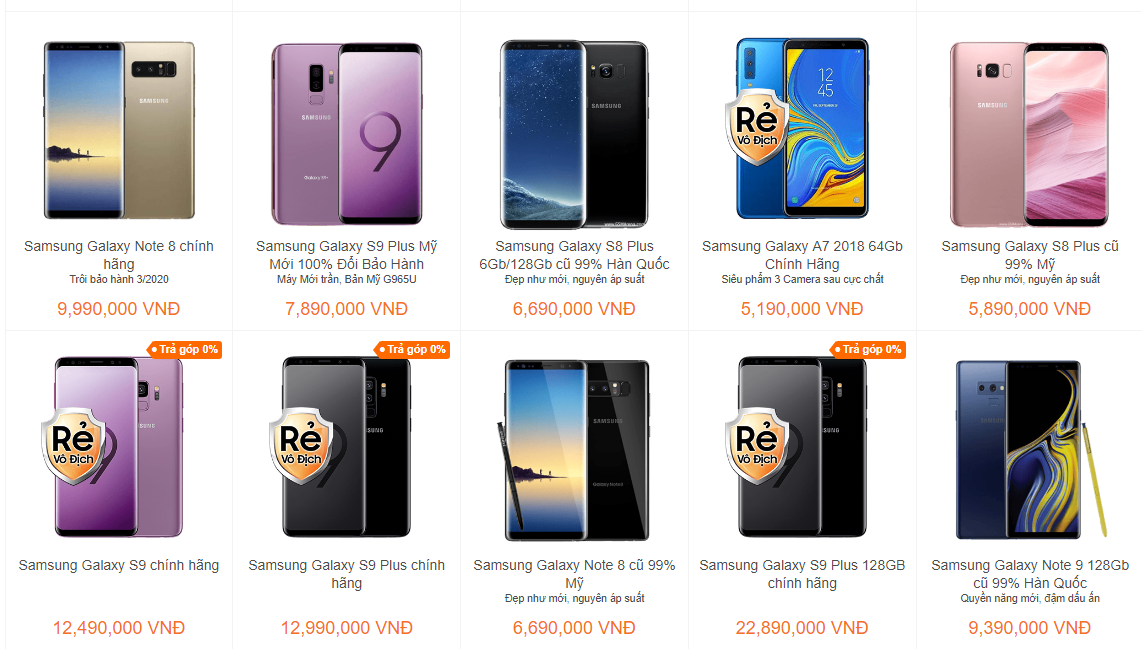 SAMSUNG
SAMSUNG
Galaxy S9+
9
SAMSUNG
Rẻ
Vô Địch
12
45
SAMSUNG
Samsung Galaxy Note 8 chính
hãng
Trôi bảo hành 3/2020
9,990,000 VNĐ
Samsung Galaxy S9 Plus Mỹ
Mới 100% Đổi Bảo Hành
Máy Mới trần, Bản Mỹ G965U
7,890,000 VNĐ
Samsung Galaxy S8 Plus
6Gb/128Gb cũ 99% Hàn Quốc
Đẹp như mới, nguyên áp suất
6,690,000 VNĐ
Samsung Galaxy A7 2018 64Gb
Chính Hãng
Siêu phẩm 3 Camera sau cực chất
5,190,000 VNĐ
Samsung Galaxy S8 Plus cũ
99% Mỹ
Đẹp như mới, nguyên áp suất
5,890,000 VNĐ
Trả góp 0%
Rẻ
Vô Địch
Trả góp 0%
Rẻ
Vô Địch
SAMSUNG
Galaxy Note8
Trả góp 0%
Rẻ
Vô Địch
SAMSUNG
Samsung Galaxy S9 chính hãng
12,490,000 VNĐ
Samsung Galaxy S9 Plus chính
hãng
12,990,000 VNĐ
Samsung Galaxy Note 8 cũ 99%
Mỹ
Đẹp như mới, nguyên áp suất
6,690,000 VNĐ
Samsung Galaxy S9 Plus 128GB
chính hãng
22,890,000 VNĐ
Samsung Galaxy Note 9 128Gb
cũ 99% Hàn Quốc
Quyền năng mới, đậm dấu ấn
9,390,000 VNĐ